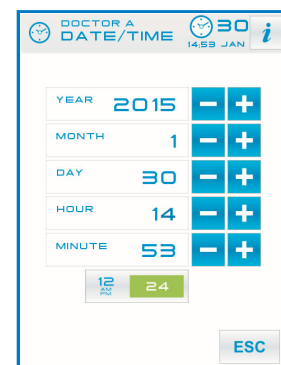 DOCTOR A
DATE/TIME
30
14:53 JAN
i
YEAR 2015 - +
MONTH 1 - +
DAY 30 - +
HOUR 14 - +
MINUTE 53 - +
12 AM PM 24
ESC